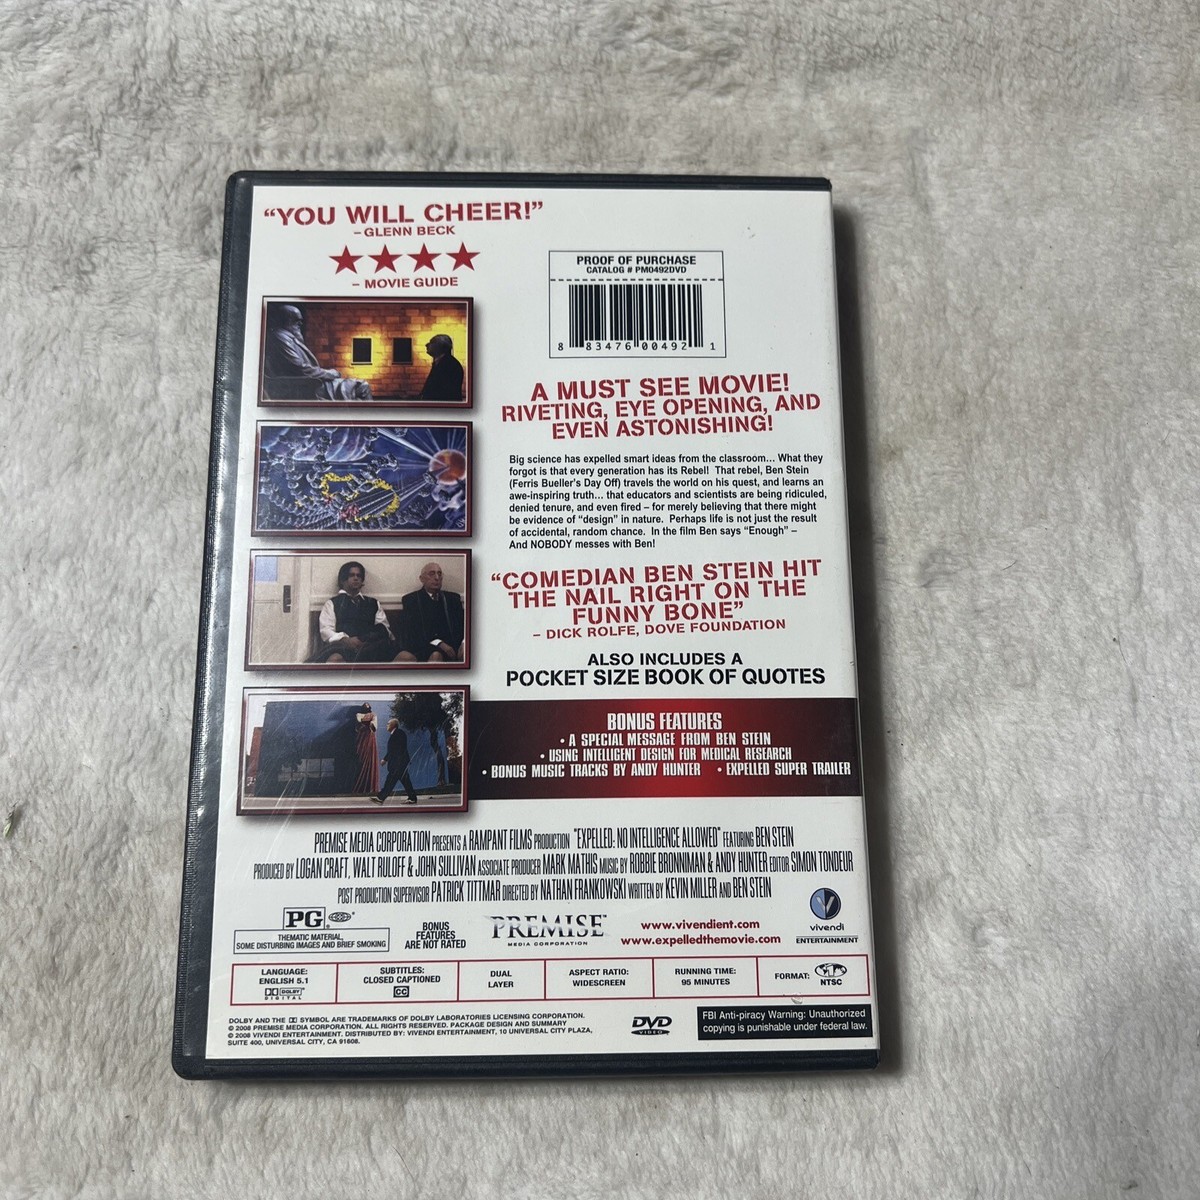 “YOU WILL CHEER!”
– GLENN BECK
– MOVIE GUIDE
PROOF OF PURCHASE
CATALOG # PM0492DVD
8 83476 00492 1
A MUST SEE MOVIE!
RIVETING, EYE OPENING, AND
EVEN ASTONISHING!
Big science has expelled smart ideas from the classroom... What they
forgot is that every generation has its Rebel! That rebel, Ben Stein
(Ferris Bueller's Day Off) travels the world on his quest, and learns an
awe-inspiring truth... that educators and scientists are being ridiculed,
denied tenure, and even fired – for merely believing that there might
be evidence of “design” in nature. Perhaps life is not just the result
of accidental, random chance. In the film Ben says “Enough” –
And NOBODY messes with Ben!
“COMEDIAN BEN STEIN HIT
THE NAIL RIGHT ON THE
FUNNY BONE”
– DICK ROLFE, DOVE FOUNDATION
ALSO INCLUDES A
POCKET SIZE BOOK OF QUOTES
BONUS FEATURES
• A SPECIAL MESSAGE FROM BEN STEIN
• USING INTELLIGENT DESIGN FOR MEDICAL RESEARCH
• BONUS MUSIC TRACKS BY ANDY HUNTER • EXPELLED SUPER TRAILER
PREMISE MEDIA CORPORATION PRESENTS A RAMPANT FILMS PRODUCTION "EXPELLED: NO INTELLIGENCE ALLOWED" FEATURING BEN STEIN
PRODUCED BY LOGAN CRAFT, WALT RULOFF & JOHN SULLIVAN ASSOCIATE PRODUCER MARK MATHIS MUSIC BY ROBBIE BRONNIMAN & ANDY HUNTER EDITOR SIMON TONDEUR
POST PRODUCTION SUPERVISOR PATRICK TITTMAR DIRECTED BY NATHAN FRANKOWSKI WRITTEN BY KEVIN MILLER AND BEN STEIN
PG ®
THEMATIC MATERIAL,
SOME DISTURBING IMAGES AND BRIEF SMOKING
BONUS
FEATURES
ARE NOT RATED
PREMISE™
MEDIA CORPORATION
www.vivendient.com
www.expelledthemovie.com
vivendi
ENTERTAINMENT
LANGUAGE:
ENGLISH 5.1
DOLBY
DIGITAL
SUBTITLES:
CLOSED CAPTIONED
CC
DUAL
LAYER
ASPECT RATIO:
WIDESCREEN
RUNNING TIME:
95 MINUTES
FORMAT:
NTSC
DOLBY AND THE DD SYMBOL ARE TRADEMARKS OF DOLBY LABORATORIES LICENSING CORPORATION.
© 2008 PREMISE MEDIA CORPORATION. ALL RIGHTS RESERVED. PACKAGE DESIGN AND SUMMARY
© 2008 VIVENDI ENTERTAINMENT. DISTRIBUTED BY: VIVENDI ENTERTAINMENT, 10 UNIVERSAL CITY PLAZA,
SUITE 400, UNIVERSAL CITY, CA 91608.
DVD
VIDEO
FBI Anti-piracy Warning: Unauthorized
copying is punishable under federal law.